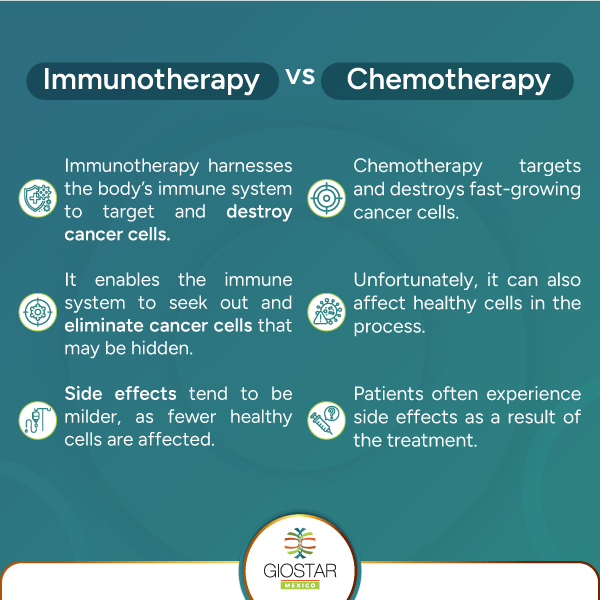 Immunotherapy vs Chemotherapy
Immunotherapy harnesses
the body's immune system
to target and destroy
cancer cells.
Chemotherapy targets
and destroys fast-growing
cancer cells.
It enables the immune
system to seek out and
eliminate cancer cells that
may be hidden.
Unfortunately, it can also
affect healthy cells in the
process.
Side effects tend to be
milder, as fewer healthy
cells are affected.
Patients often experience
side effects as a result of
the treatment.
GIOSTAR
MEXICO